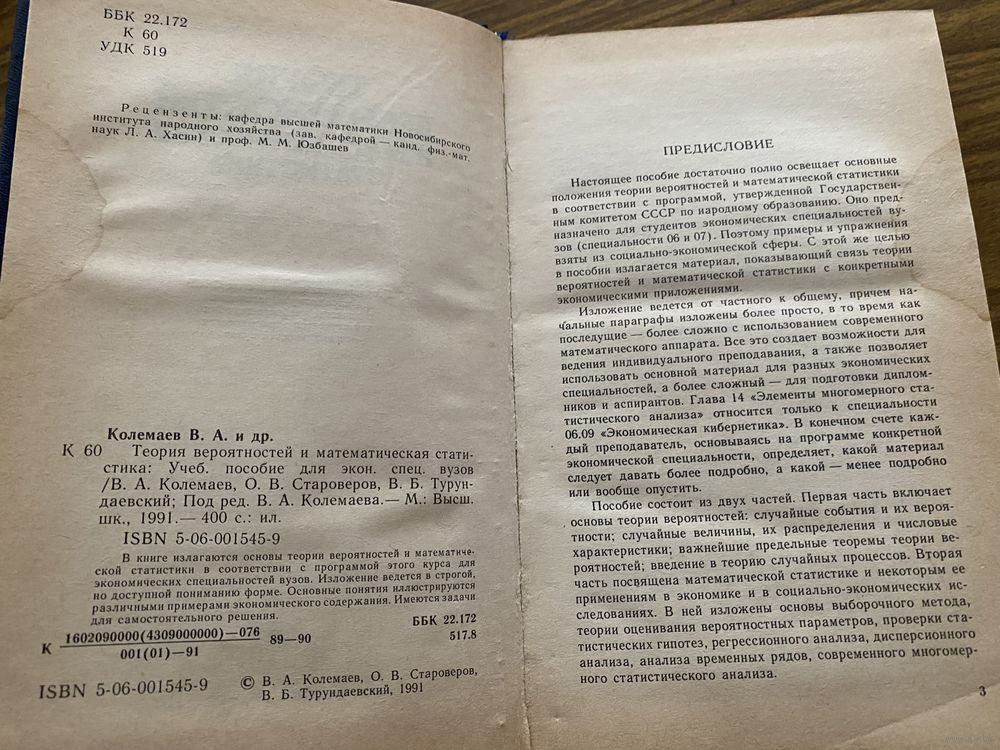 ББК 22.172
К 60
УДК 519
Рецензенты: кафедра высшей математики Новосибирского
института народного хозяйства (зав. кафедрой — канд. физ.-мат.
наук Л. А. Хасин) и проф. М. М. Юзбашев
Колемаев В. А. и др.
К 60 Теория вероятностей и математическая стати-
стика: Учеб. пособие для экон. спец. вузов
/В. А. Колемаев, О. В. Староверов, В. Б. Турун-
даевский; Под ред. В. А. Колемаева.— М.: Высш.
шк., 1991.— 400 с.: ил.
ISBN 5-06-001545-9
В книге излагаются основы теории вероятностей и математиче-
ской статистики в соответствии с программой этого курса для
экономических специальностей вузов. Изложение ведется в строгой,
но доступной пониманию форме. Основные понятия иллюстрируются
различными примерами экономического содержания. Имеются задачи
для самостоятельного решения.
К 1602090000(4309000000)—076
001(01)—91
89—90
ББК 22.172
517.8
ISBN 5-06-001545-9
© В. А. Колемаев, О. В. Староверов,
В. Б. Турундаевский, 1991
ПРЕДИСЛОВИЕ
Настоящее пособие достаточно полно освещает основные
положения теории вероятностей и математической статистики
в соответствии с программой, утвержденной Государствен-
ным комитетом СССР по народному образованию. Оно пред-
назначено для студентов экономических специальностей ву-
зов (специальности 06 и 07). Поэтому примеры и упражнения
взяты из социально-экономической сферы. С этой же целью
в пособии излагается материал, показывающий связь теории
вероятностей и математической статистики с конкретными
экономическими приложениями.
Изложение ведется от частного к общему, причем на-
чальные параграфы изложены более просто, в то время как
последущие — более сложно с использованием современного
математического аппарата. Все это создает возможности для
ведения индивидуального преподавания, а также позволяет
использовать основной материал для разных экономических
специальностей, а более сложный — для подготовки диплом-
ников и аспирантов. Глава 14 «Элементы многомерного ста-
тистического анализа» относится только к специальности
06.09 «Экономическая кибернетика». В конечном счете каж-
дый преподаватель, основываясь на программе конкретной
специальности, определяет, какой материал
следует давать более подробно, а какой — менее подробно
или вообще опустить.
Пособие состоит из двух частей. Первая часть включает
основы теории вероятностей: случайные события и их вероя-
тности; случайные величины, их распределения и числовые
характеристики; важнейшие предельные теоремы теории ве-
роятностей; введение в теорию случайных процессов. Вторая
часть посвящена математической статистике и некоторым ее
применениям в экономике и в социально-экономических ис-
следованиях. В ней изложены основы выборочного метода,
теории оценивания вероятностных параметров, проверки ста-
тистических гипотез, регрессионного анализа, дисперсионного
анализа, анализа временных рядов, современного многомер-
ного статистического анализа.
3